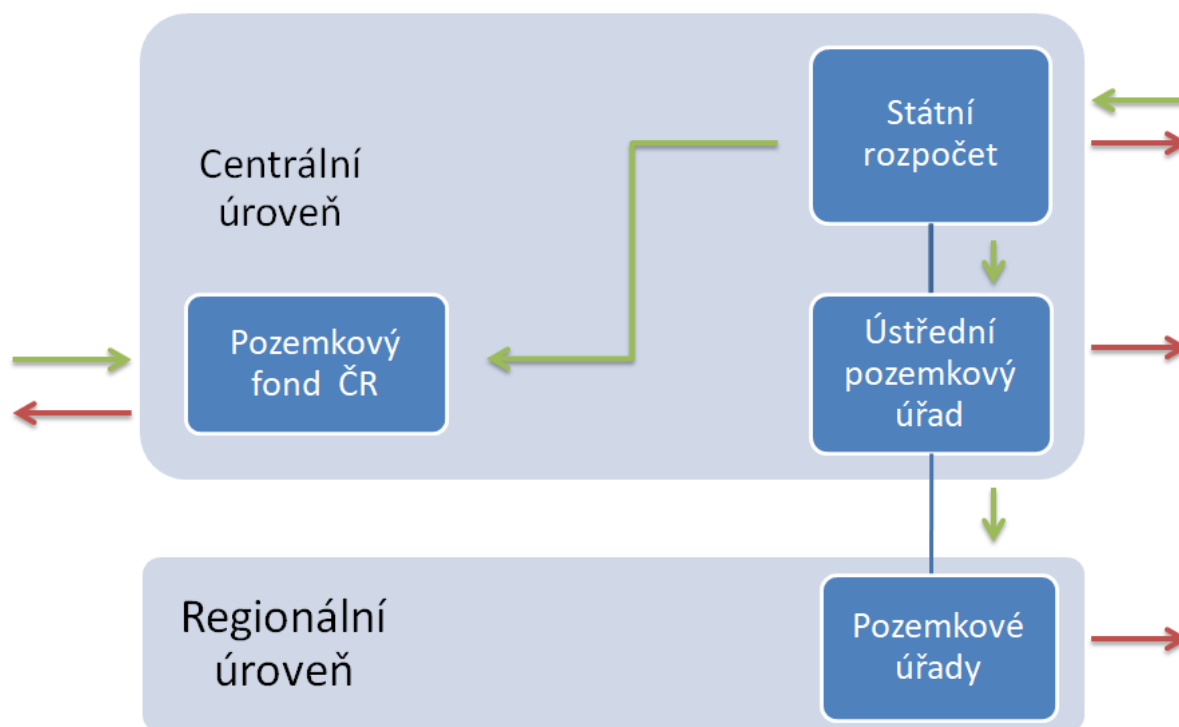 Státní
rozpočet
Centrální
úroveň
Pozemkový
fond ČR
Ústřední
pozemkový
úřad
Regionální
úroveň
Pozemkové
úřady